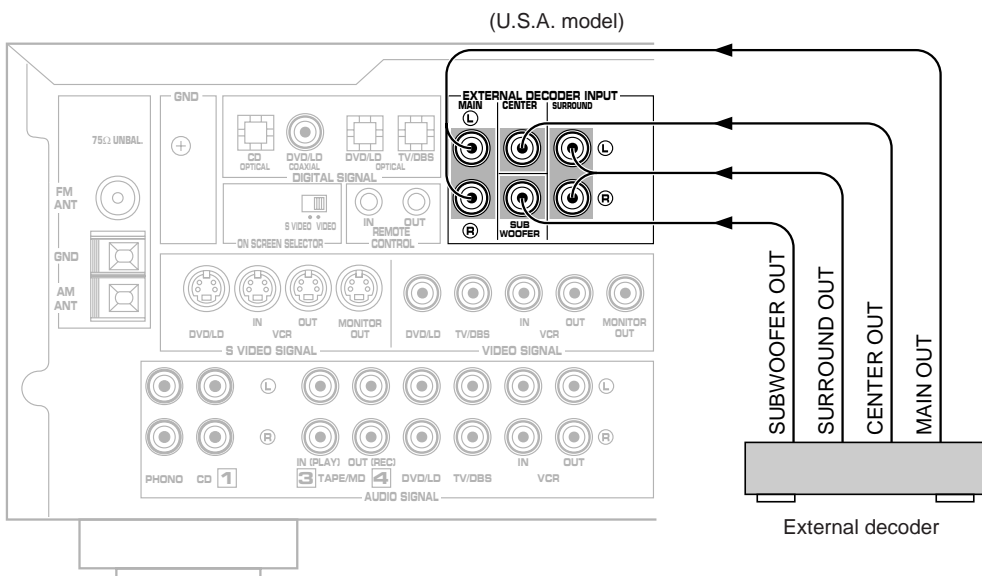 (U.S.A. model)
EXTERNAL DECODER INPUT
MAIN CENTER SURROUND
L
L
R
R
SUB
WOOFER
GND
75Ω UNBAL.
FM
ANT
GND
AM
ANT
CD
OPTICAL
DVD/LD
COAXIAL
DVD/LD TV/DBS
OPTICAL
DIGITAL SIGNAL
S VIDEO VIDEO
ON SCREEN SELECTOR
IN OUT
REMOTE
CONTROL
IN OUT
DVD/LD VCR MONITOR
OUT
S VIDEO SIGNAL
IN OUT MONITOR
OUT
DVD/LD TV/DBS VCR
VIDEO SIGNAL
L
L
R
R
IN (PLAY) OUT (REC) IN OUT
PHONO CD 1 3 TAPE/MD 4 DVD/LD TV/DBS VCR
AUDIO SIGNAL
SUBWOOFER OUT
SURROUND OUT
CENTER OUT
MAIN OUT
External decoder